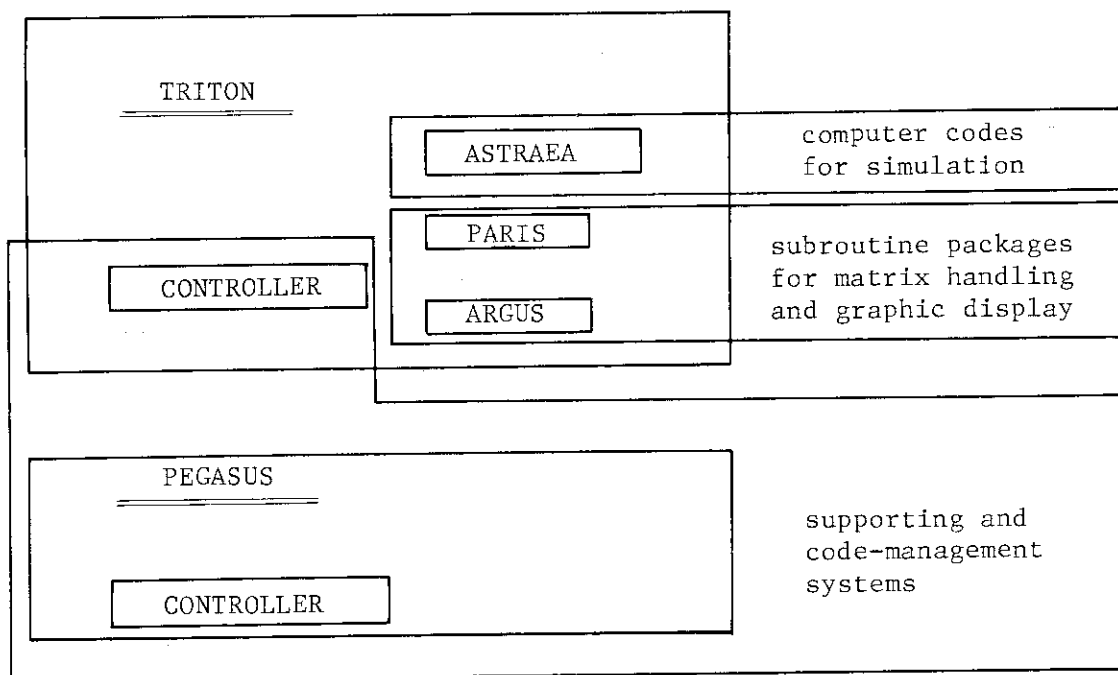 TRITON
ASTRAEA
computer codes
for simulation
PARIS
CONTROLLER
ARGUS
subroutine packages
for matrix handling
and graphic display
PEGASUS
CONTROLLER
supporting and
code-management
systems